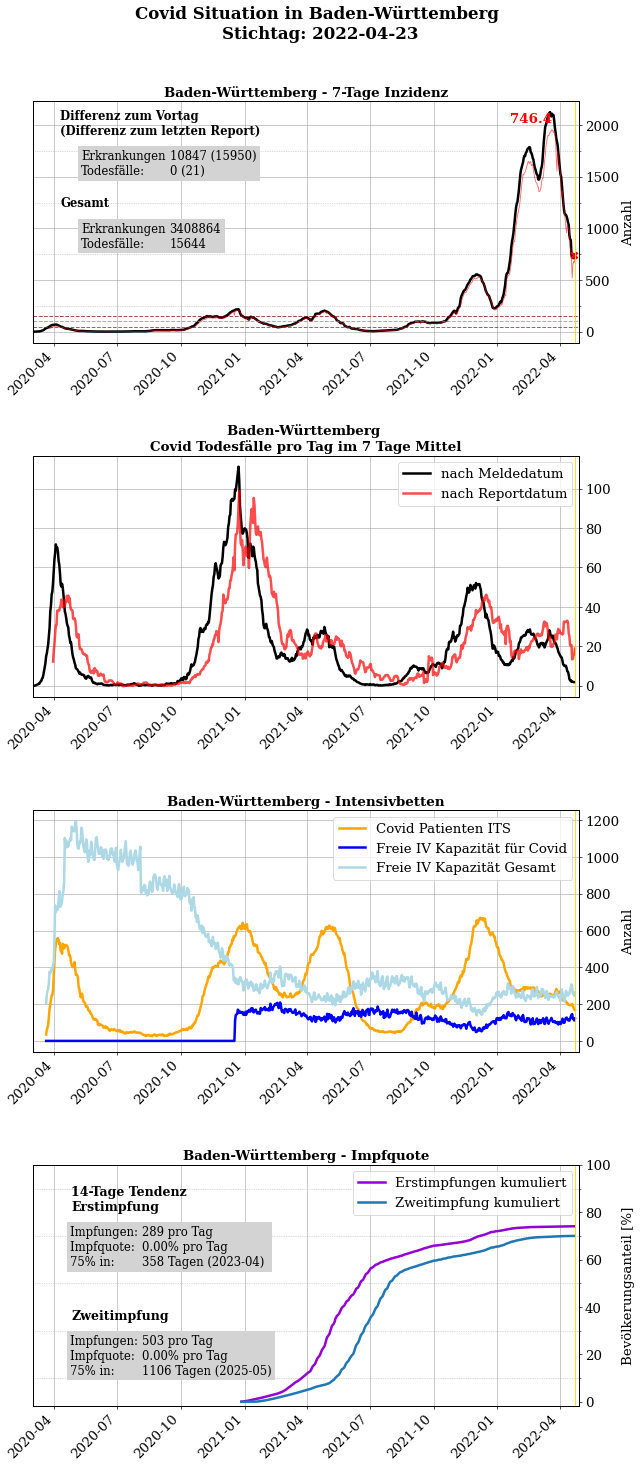 Covid Situation in Baden-Württemberg
Stichtag: 2022-04-23
Baden-Württemberg - 7-Tage Inzidenz
Differenz zum Vortag
(Differenz zum letzten Report)
Erkrankungen 10847 (15950)
Todesfälle: 0 (21)
Gesamt
Erkrankungen 3408864
Todesfälle: 15644
746.4
2000
1500
1000
500
0
Anzahl
2020-04 2020-07 2020-10 2021-01 2021-04 2021-07 2021-10 2022-01 2022-04
Baden-Württemberg
Covid Todesfälle pro Tag im 7 Tage Mittel
nach Meldedatum
nach Reportdatum
100
80
60
40
20
0
2020-04 2020-07 2020-10 2021-01 2021-04 2021-07 2021-10 2022-01 2022-04
Baden-Württemberg - Intensivbetten
Covid Patienten ITS
Freie IV Kapazität für Covid
Freie IV Kapazität Gesamt
1200
1000
800
600
400
200
0
Anzahl
2020-04 2020-07 2020-10 2021-01 2021-04 2021-07 2021-10 2022-01 2022-04
Baden-Württemberg - Impfquote
Erstimpfungen kumuliert
Zweitimpfung kumuliert
14-Tage Tendenz
Erstimpfung
Impfungen: 289 pro Tag
Impfquote: 0.00% pro Tag
75% in: 358 Tagen (2023-04)
Zweitimpfung
Impfungen: 503 pro Tag
Impfquote: 0.00% pro Tag
75% in: 1106 Tagen (2025-05)
100
80
60
40
20
0
Bevölkerungsanteil [%]
2020-04 2020-07 2020-10 2021-01 2021-04 2021-07 2021-10 2022-01 2022-04